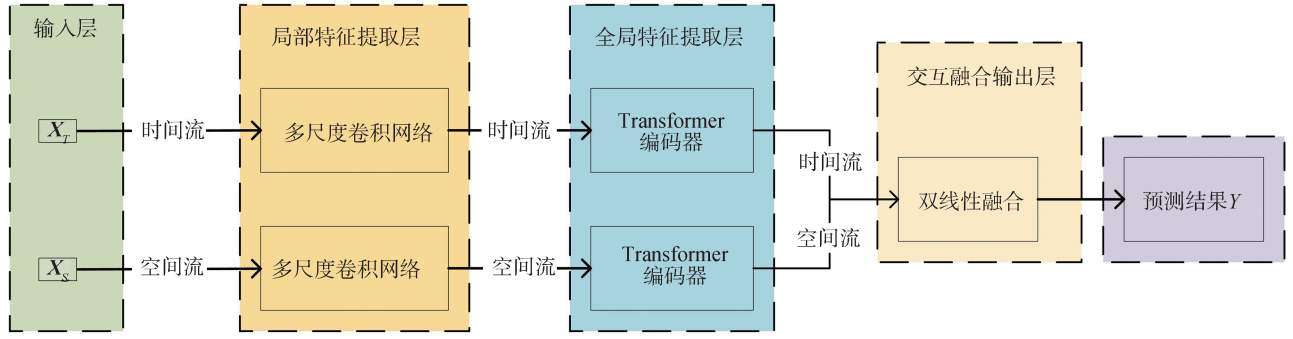 输入层
局部特征提取层
全局特征提取层
交互融合输出层
X_T
时间流
多尺度卷积网络
时间流
Transformer
编码器
时间流
双线性融合
预测结果Y
X_S
空间流
多尺度卷积网络
空间流
Transformer
编码器
空间流